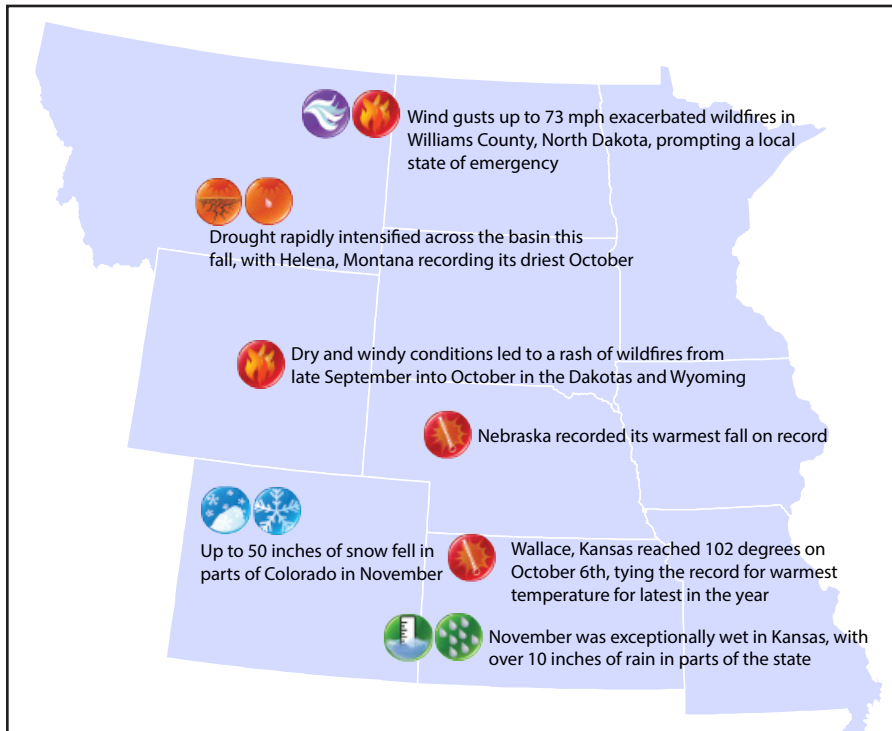 Wind gusts up to 73 mph exacerbated wildfires in
Williams County, North Dakota, prompting a local
state of emergency
Drought rapidly intensified across the basin this
fall, with Helena, Montana recording its driest October
Dry and windy conditions led to a rash of wildfires from
late September into October in the Dakotas and Wyoming
Nebraska recorded its warmest fall on record
Up to 50 inches of snow fell in
parts of Colorado in November
Wallace, Kansas reached 102 degrees on
October 6th, tying the record for warmest
temperature for latest in the year
November was exceptionally wet in Kansas, with
over 10 inches of rain in parts of the state